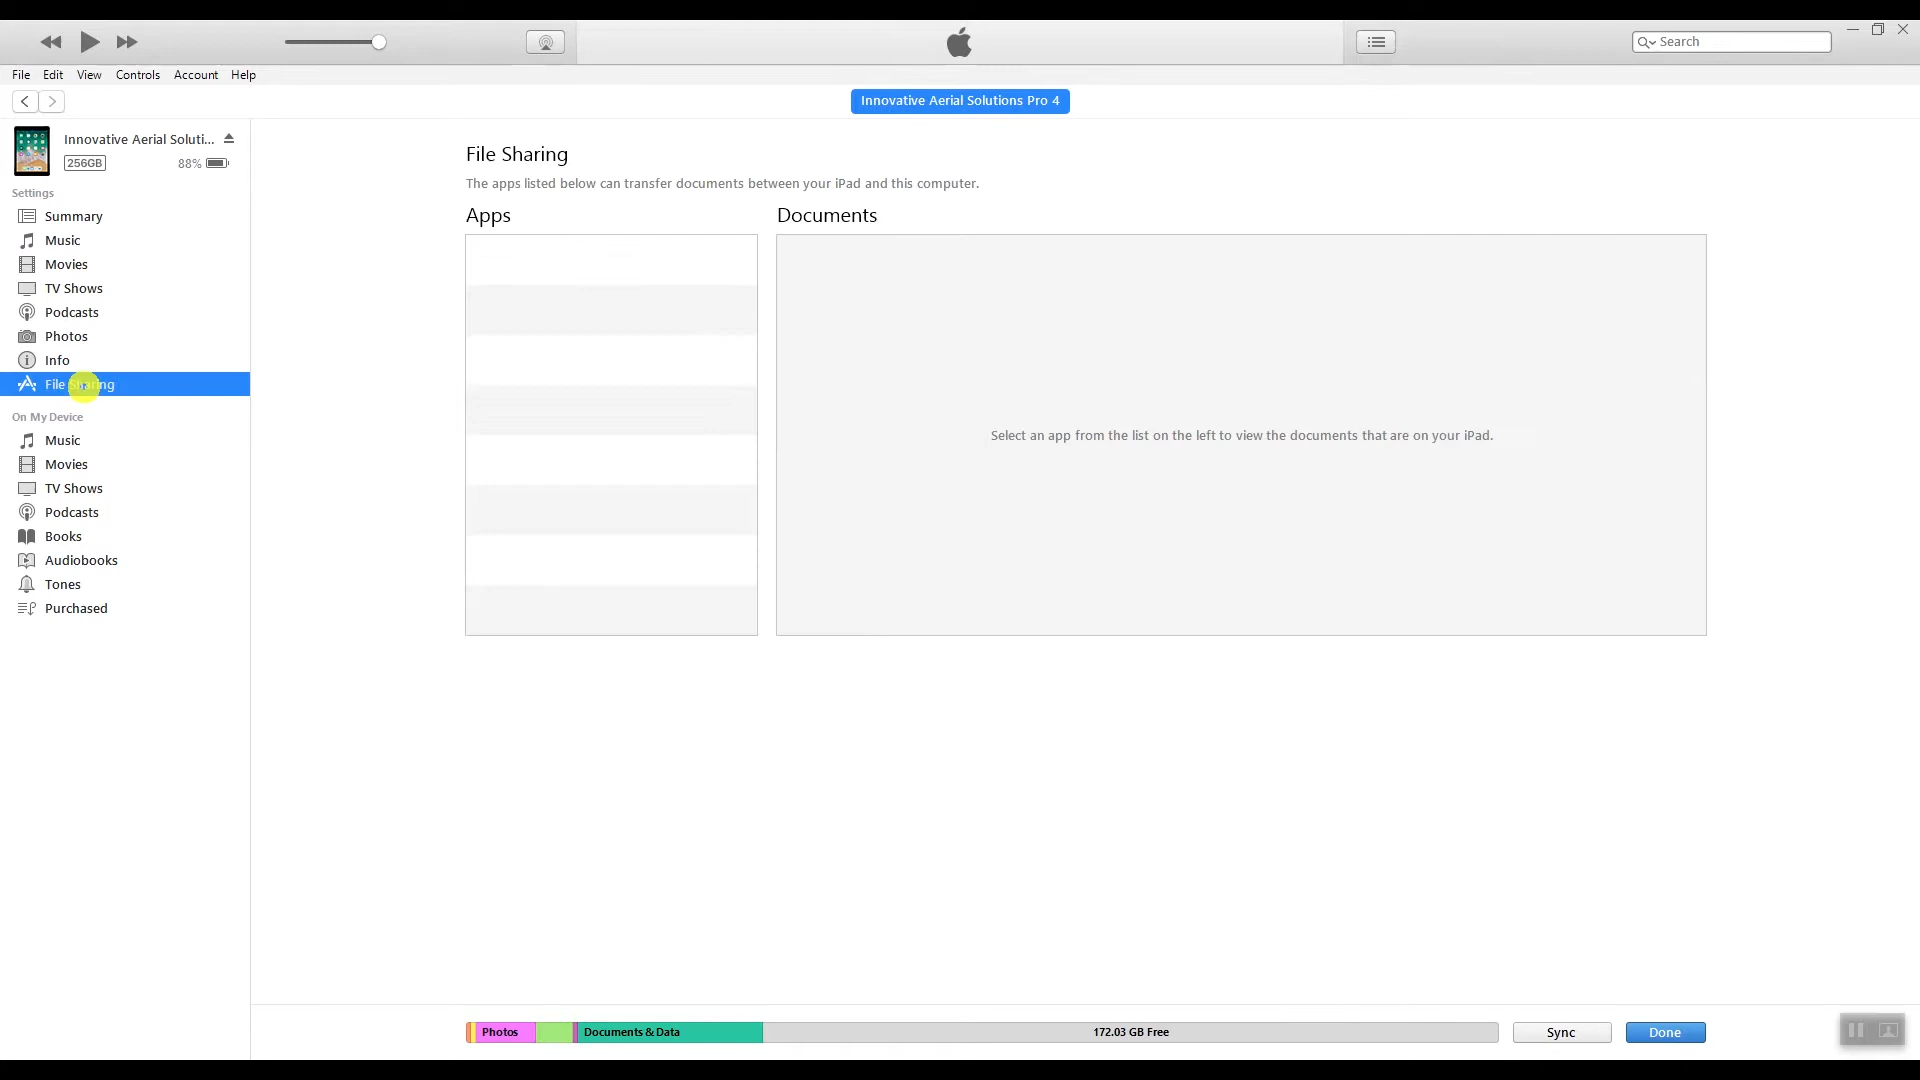 Search
File Edit View Controls Account Help
Innovative Aerial Solutions Pro 4
Innovative Aerial Soluti...
256GB 88%
Settings
Summary
Music
Movies
TV Shows
Podcasts
Photos
Info
File Sharing
On My Device
Music
Movies
TV Shows
Podcasts
Books
Audiobooks
Tones
Purchased
File Sharing
The apps listed below can transfer documents between your iPad and this computer.
Apps
Documents
Select an app from the list on the left to view the documents that are on your iPad.
Photos
Documents & Data
172.03 GB Free
Sync
Done